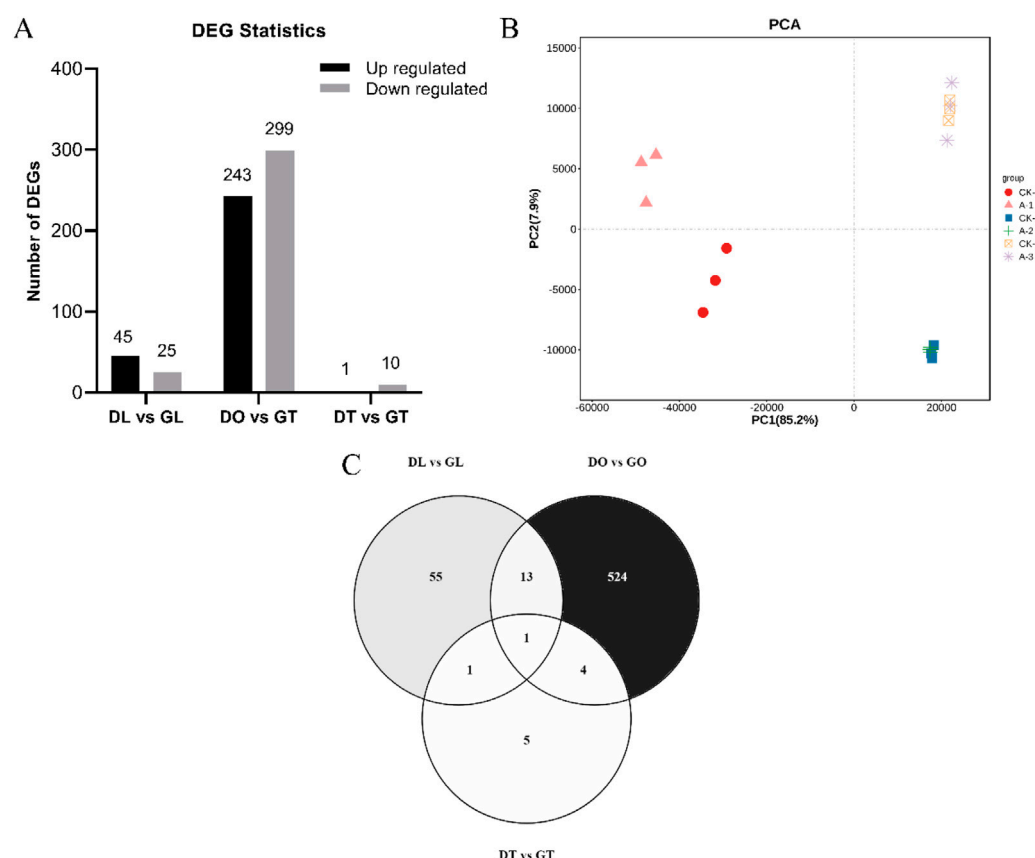 A
DEG Statistics
Up regulated
Down regulated
Number of DEGs
400
300
200
100
0
45
25
243
299
1
10
DL vs GL
DO vs GT
DT vs GT
B
PCA
PC2(7.9%)
15000
10000
5000
0
-5000
-10000
-60000
-40000
-20000
0
20000
PC1(85.2%)
group
CK-
A-1
CK-
A-2
CK-
A-3
C
DL vs GL
DO vs GO
55
13
524
1
1
4
5
DT vs GT